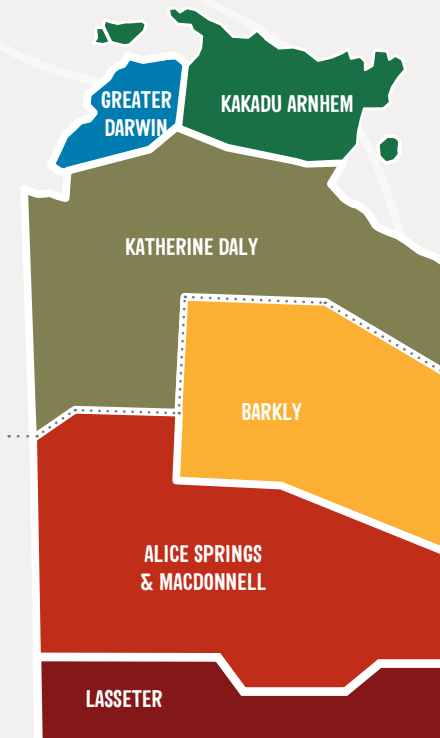 GREATER
DARWIN
KAKADU ARNHEM
KATHERINE DALY
BARKLY
ALICE SPRINGS
& MACDONNELL
LASSETER